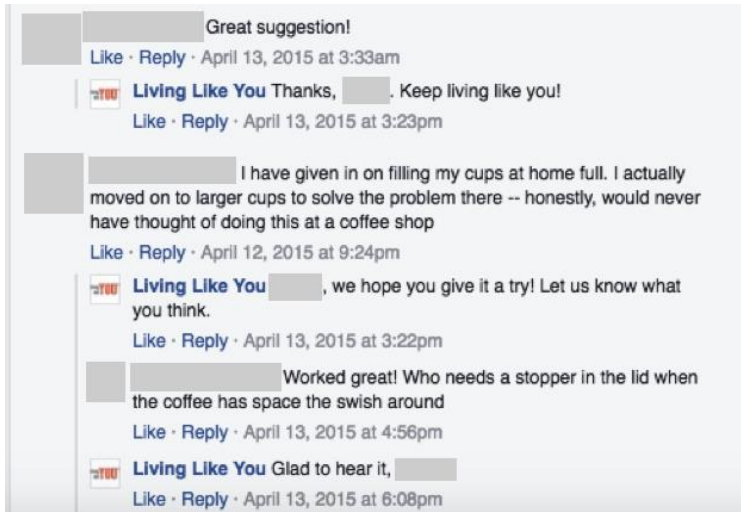 Great suggestion!
Like · Reply · April 13, 2015 at 3:33am
YOU Living Like You Thanks, . Keep living like you!
Like · Reply · April 13, 2015 at 3:23pm
I have given in on filling my cups at home full. I actually
moved on to larger cups to solve the problem there -- honestly, would never
have thought of doing this at a coffee shop
Like · Reply · April 12, 2015 at 9:24pm
YOU Living Like You , we hope you give it a try! Let us know what
you think.
Like · Reply · April 13, 2015 at 3:22pm
Worked great! Who needs a stopper in the lid when
the coffee has space the swish around
Like · Reply · April 13, 2015 at 4:56pm
YOU Living Like You Glad to hear it,
Like · Reply · April 13, 2015 at 6:08pm